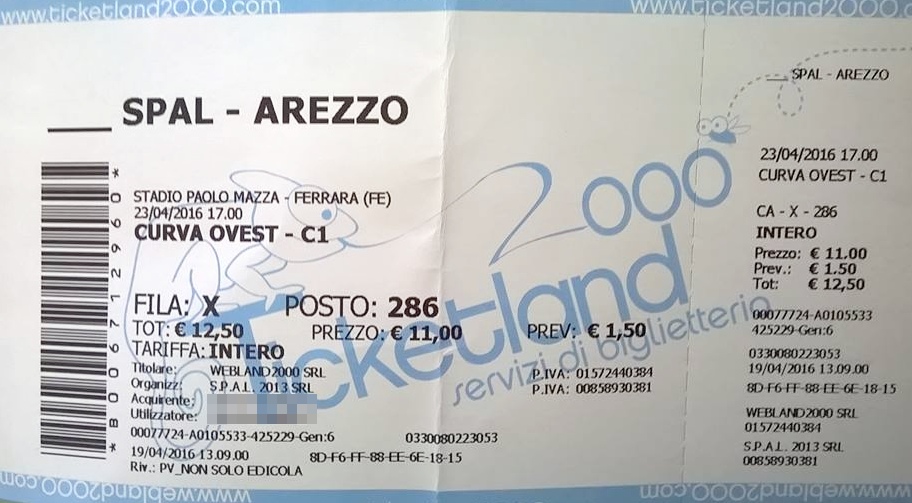 www.ticketland2000.com
www.ticketland2000.com
SPAL - AREZZO
*B0067122960*
STADIO PAOLO MAZZA - FERRARA (FE)
23/04/2016 17.00
CURVA OVEST - C1
FILA: X POSTO: 286
TOT: € 12,50 PREZZO: € 11,00 PREV: € 1,50
TARIFFA: INTERO
Titolare: WEBLAND2000 SRL P.IVA: 01572440384
Organizz: S.P.A.L. 2013 SRL P.IVA: 00858930381
Acquirente:
Utilizzatore:
00077724-A0105533-425229-Gen:6 0330080223053
19/04/2016 13.09.00 8D-F6-FF-88-EE-6E-18-15
Riv.: PV_NON SOLO EDICOLA
Ticketland 2000
servizi di biglietteria
SPAL - AREZZO
23/04/2016 17.00
CURVA OVEST - C1
CA - X - 286
INTERO
Prezzo: € 11.00
Prev.: € 1.50
Tot: € 12,50
00077724-A0105533
425229-Gen:6
0330080223053
19/04/2016 13.09.00
8D-F6-FF-88-EE-6E-18-15
WEBLAND2000 SRL
01572440384
S.P.A.L. 2013 SRL
00858930381
www.webland2000.com
www.webland2000.com